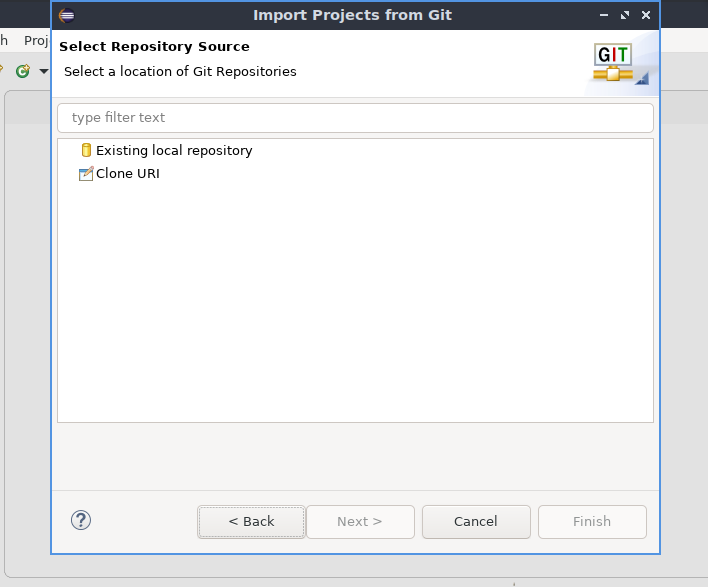 Import Projects from Git
h Proj
Select Repository Source
Select a location of Git Repositories
GIT
type filter text
Existing local repository
Clone URI
?
< Back
Next >
Cancel
Finish